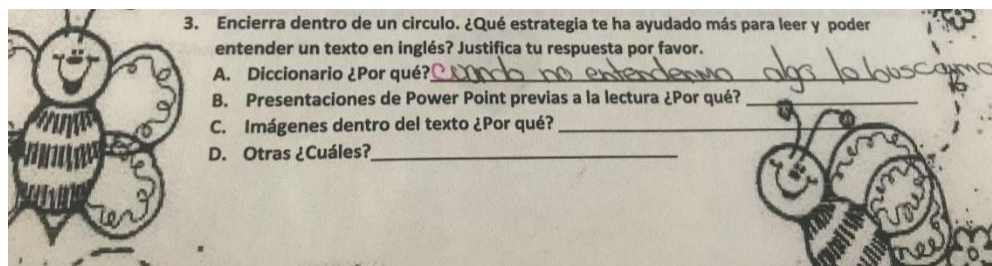 3. Encierra dentro de un circulo. ¿Qué estrategia te ha ayudado más para leer y poder
entender un texto en inglés? Justifica tu respuesta por favor.
A. Diccionario ¿Por qué? Cuando no entendermo algo lo buscamo
B. Presentaciones de Power Point previas a la lectura ¿Por qué?
C. Imágenes dentro del texto ¿Por qué?
D. Otras ¿Cuáles?